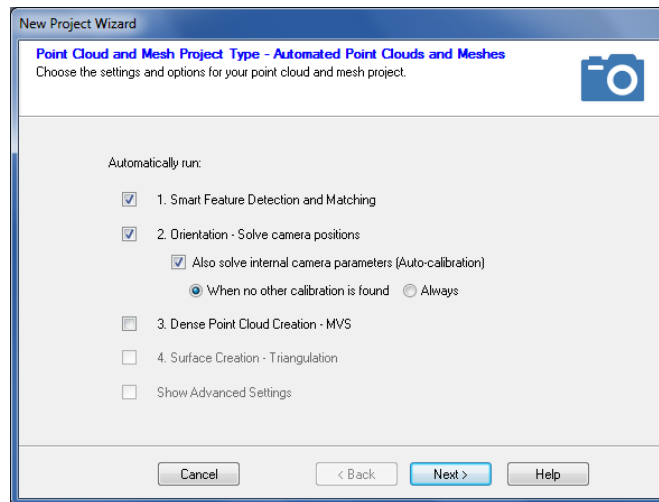 New Project Wizard
Point Cloud and Mesh Project Type - Automated Point Clouds and Meshes
Choose the settings and options for your point cloud and mesh project.
Automatically run:
1. Smart Feature Detection and Matching
2. Orientation - Solve camera positions
Also solve internal camera parameters (Auto-calibration)
When no other calibration is found Always
3. Dense Point Cloud Creation - MVS
4. Surface Creation - Triangulation
Show Advanced Settings
Cancel < Back Next > Help